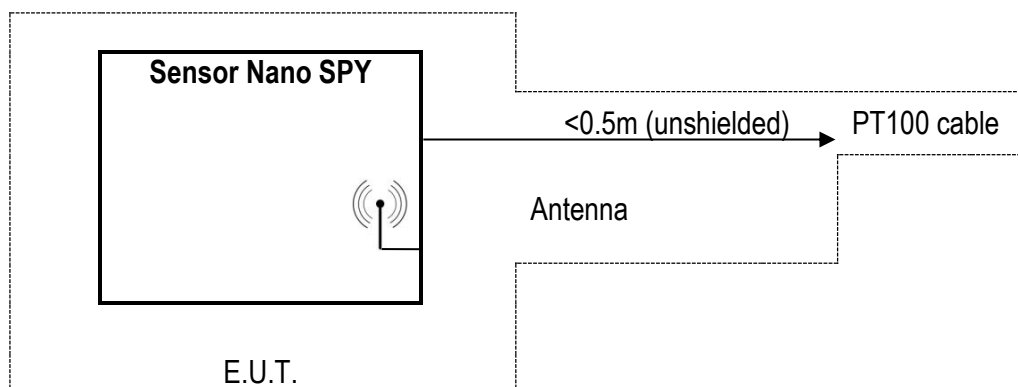 Sensor Nano SPY
<0.5m (unshielded)
PT100 cable
Antenna
E.U.T.